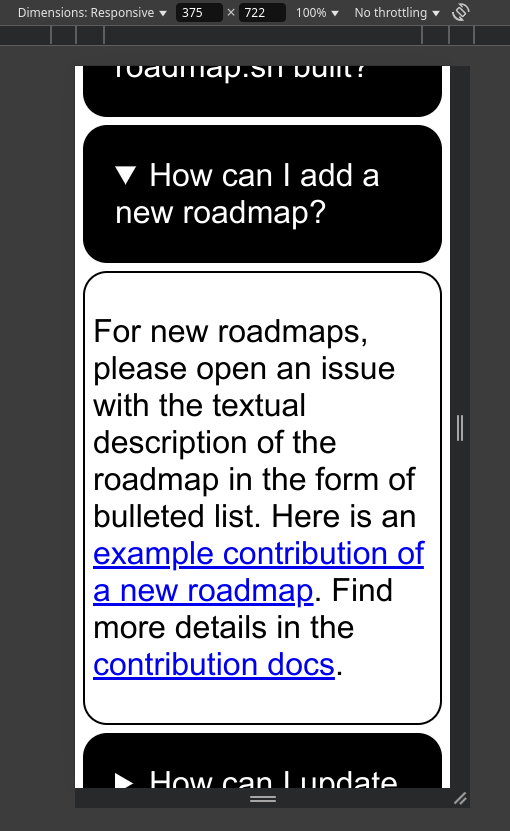 Dimensions: Responsive ▼ 375 × 722 100% ▼ No throttling ▼
roadmap.sh built?
▼ How can I add a
new roadmap?
For new roadmaps,
please open an issue
with the textual
description of the
roadmap in the form of
bulleted list. Here is an
example contribution of
a new roadmap. Find
more details in the
contribution docs.
▶ How can I update